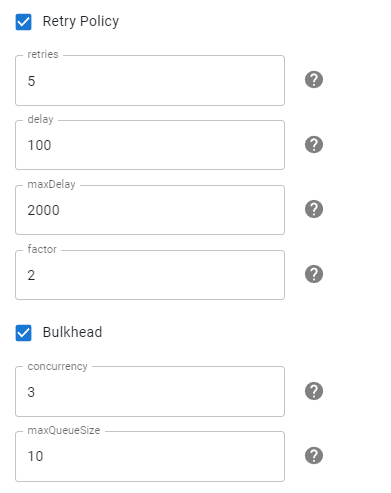 Retry Policy
retries
5
delay
100
maxDelay
2000
factor
2
Bulkhead
concurrency
3
maxQueueSize
10